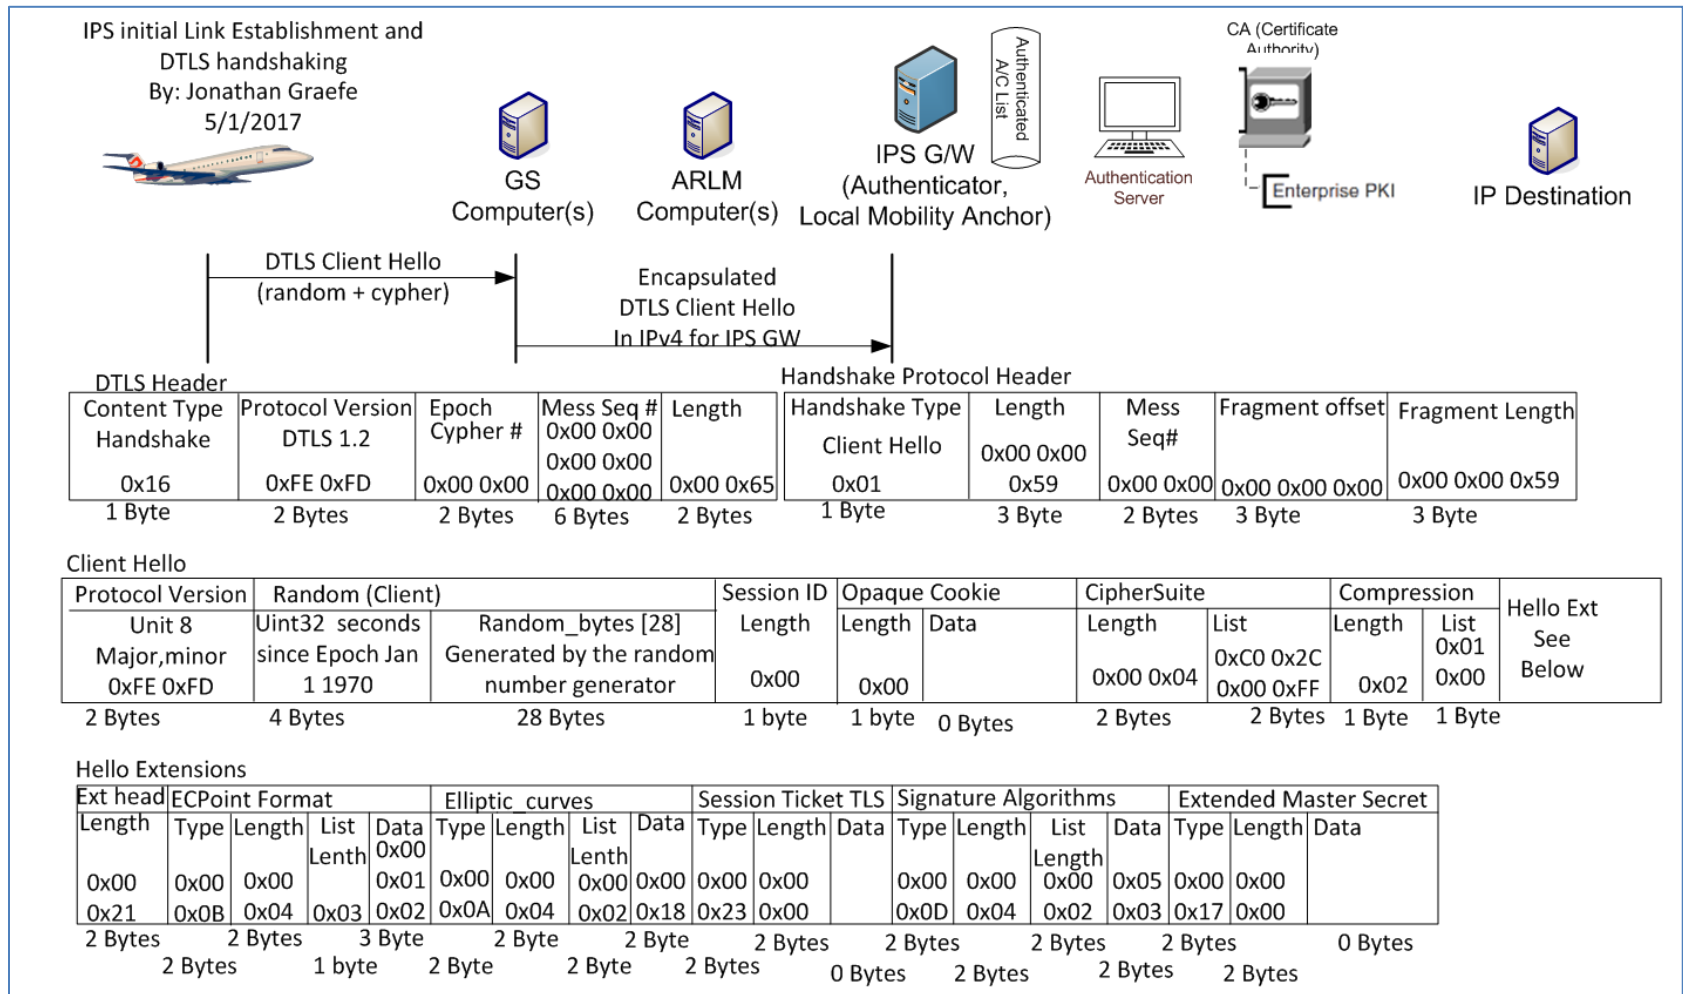 IPS initial Link Establishment and
DTLS handshaking
By: Jonathan Graefe
5/1/2017
GS
Computer(s)
ARLM
Computer(s)
IPS G/W
(Authenticator,
Local Mobility Anchor)
Authenticated
A/C List
Authentication
Server
CA (Certificate
Authority)
Enterprise PKI
IP Destination
DTLS Client Hello
(random + cypher)
Encapsulated
DTLS Client Hello
In IPv4 for IPS GW
DTLS Header
Handshake Protocol Header
Content Type
Handshake
0x16
1 Byte
Protocol Version
DTLS 1.2
0xFE 0xFD
2 Bytes
Epoch
Cypher #
0x00 0x00
2 Bytes
Mess Seq #
0x00 0x00
0x00 0x00
0x00 0x00
6 Bytes
Length
0x00 0x65
2 Bytes
Handshake Type
Client Hello
0x01
1 Byte
Length
0x00 0x00
0x59
3 Byte
Mess
Seq#
0x00 0x00
2 Bytes
Fragment offset
0x00 0x00 0x00
3 Byte
Fragment Length
0x00 0x00 0x59
3 Byte
Client Hello
Protocol Version
Unit 8
Major,minor
0xFE 0xFD
2 Bytes
Random (Client)
Uint32 seconds
since Epoch Jan
1 1970
4 Bytes
Random_bytes [28]
Generated by the random
number generator
28 Bytes
Session ID
Length
0x00
1 byte
Opaque Cookie
Length
0x00
1 byte
Data
0 Bytes
CipherSuite
Length
0x00 0x04
2 Bytes
List
0xC0 0x2C
0x00 0xFF
2 Bytes
Compression
Length
0x02
1 Byte
List
0x01
0x00
1 Byte
Hello Ext
See
Below
Hello Extensions
Ext head
Length
0x00
0x21
2 Bytes
ECPoint Format
Type
0x00
0x0B
2 Bytes
Length
0x00
0x04
2 Bytes
List
Lenth
0x03
1 byte
Data
0x00
0x01
0x02
3 Byte
Elliptic_curves
Type
0x00
0x0A
2 Byte
Length
0x00
0x04
2 Byte
List
Lenth
0x00
0x02
2 Byte
Data
0x00
0x18
2 Byte
Session Ticket TLS
Type
0x00
0x23
2 Bytes
Length
0x00
0x00
2 Bytes
Data
0 Bytes
Signature Algorithms
Type
0x00
0x0D
2 Bytes
Length
0x00
0x04
2 Bytes
List
Length
0x00
0x02
2 Bytes
Data
0x05
0x03
2 Bytes
Extended Master Secret
Type
0x00
0x17
2 Bytes
Length
0x00
0x00
2 Bytes
Data
0 Bytes